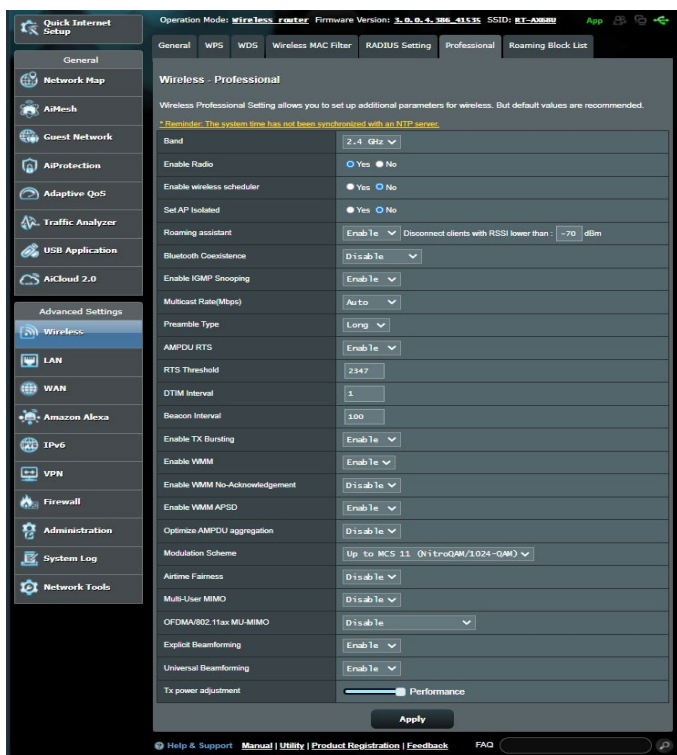 Quick Internet
Setup
Operation Mode: Wireless router Firmware Version: 3.0.0.4.386_41535 SSID: RT-AX68U App
General WPS WDS Wireless MAC Filter RADIUS Setting Professional Roaming Block List
General
Network Map
AiMesh
Guest Network
AiProtection
Adaptive QoS
Traffic Analyzer
USB Application
AiCloud 2.0
Advanced Settings
Wireless
LAN
WAN
Amazon Alexa
IPv6
VPN
Firewall
Administration
System Log
Network Tools
Wireless - Professional
Wireless Professional Setting allows you to set up additional parameters for wireless. But default values are recommended.
* Reminder: The system time has not been synchronized with an NTP server.
Band 2.4 GHz
Enable Radio Yes No
Enable wireless scheduler Yes No
Set AP Isolated Yes No
Roaming assistant Enable Disconnect clients with RSSI lower than : -70 dBm
Bluetooth Coexistence Disable
Enable IGMP Snooping Enable
Multicast Rate(Mbps) Auto
Preamble Type Long
AMPDU RTS Enable
RTS Threshold 2347
DTIM Interval 1
Beacon Interval 100
Enable TX Bursting Enable
Enable WMM Enable
Enable WMM No-Acknowledgement Disable
Enable WMM APSD Enable
Optimize AMPDU aggregation Disable
Modulation Scheme Up to MCS 11 (NitroQAM/1024-QAM)
Airtime Fairness Disable
Multi-User MIMO Disable
OFDMA/802.11ax MU-MIMO Disable
Explicit Beamforming Enable
Universal Beamforming Enable
Tx power adjustment Performance
Apply
Help & Support Manual | Utility | Product Registration | Feedback FAQ